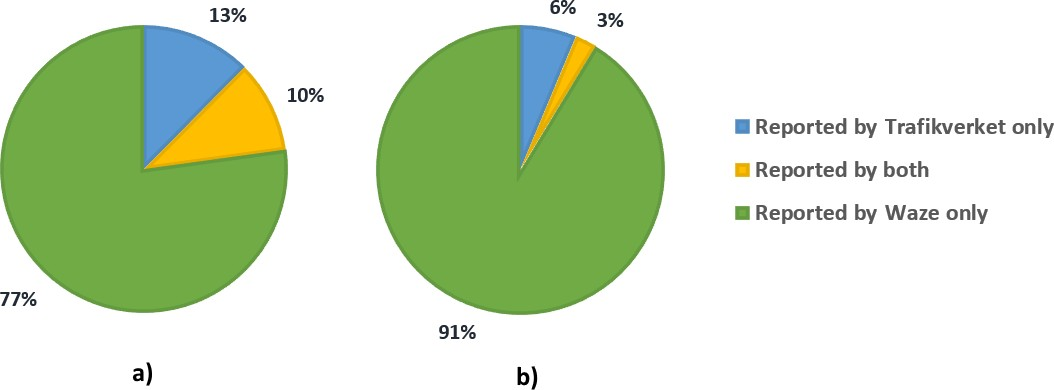 13%
10%
77%
a)
6%
3%
91%
b)
Reported by Trafikverket only
Reported by both
Reported by Waze only